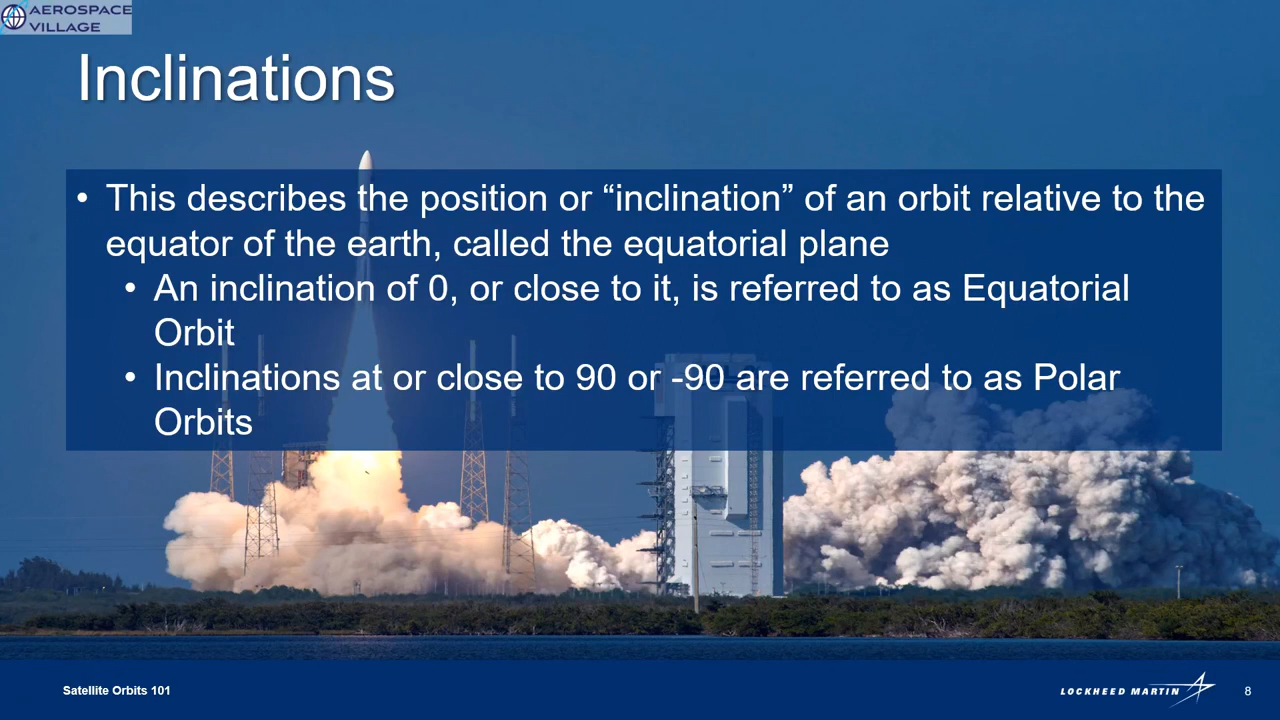 AEROSPACE
VILLAGE
Inclinations
• This describes the position or “inclination” of an orbit relative to the
equator of the earth, called the equatorial plane
• An inclination of 0, or close to it, is referred to as Equatorial
Orbit
• Inclinations at or close to 90 or -90 are referred to as Polar
Orbits
Satellite Orbits 101
LOCKHEED MARTIN
8